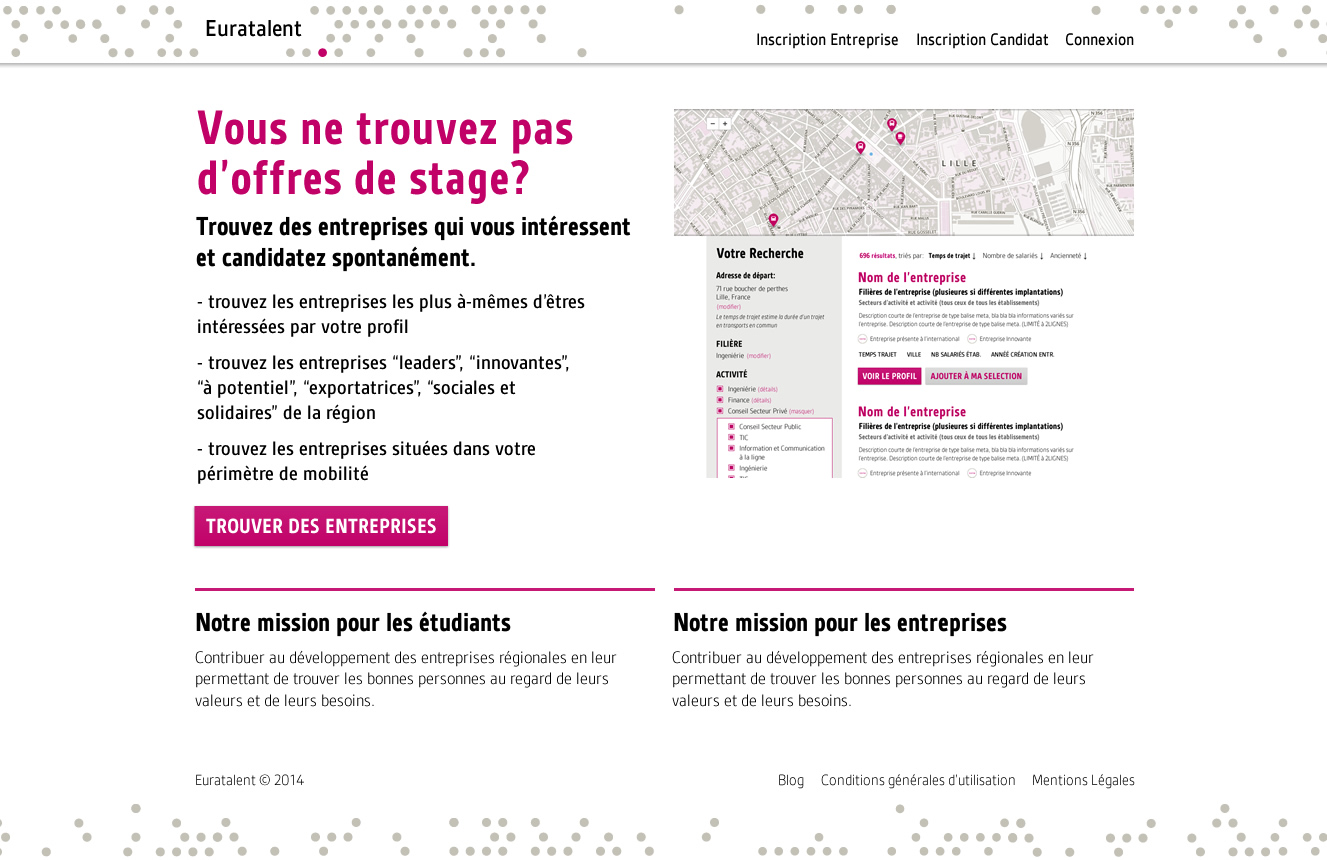 Euratalent
Inscription Entreprise
Inscription Candidat
Connexion
Vous ne trouvez pas
d'offres de stage?
Trouvez des entreprises qui vous intéressent
et candidatez spontanément.
- trouvez les entreprises les plus à-mêmes d'êtres
intéressées par votre profil
- trouvez les entreprises “leaders”, “innovantes”,
“à potentiel”, “exportatrices”, “sociales et
solidaires” de la région
- trouvez les entreprises situées dans votre
périmètre de mobilité
TROUVER DES ENTREPRISES
LILLE
N 356
N 356
N 356
Votre Recherche
Adresse de départ:
71 rue boucher de perthes
Lille, France
(modifier)
Le temps de trajet estime la durée d'un trajet
en transports en commun
FILIÈRE
Ingeniérie (modifier)
ACTIVITÉ
Ingeniérie (détails)
Finance (détails)
Conseil Secteur Privé (masquer)
Conseil Secteur Public
TIC
Information et Communication
à la ligne
Ingénierie
696 résultats, triés par: Temps de trajet ↓ Nombre de salariés ↓ Ancienneté ↓
Nom de l'entreprise
Filières de l'entreprise (plusieures si différentes implantations)
Secteurs d'activité et activité (tous ceux de tous les établissements)
Description courte de l'entreprise de type balise meta, bla bla bla informations variés sur
l'entreprise. Description courte de l'entreprise de type balise meta. (LIMITÉ à 2LIGNES)
Entreprise présente à l'international
Entreprise Innovante
TEMPS TRAJET VILLE NB SALARIÉS ÉTAB. ANNÉE CRÉATION ENTR.
VOIR LE PROFIL
AJOUTER À MA SELECTION
Nom de l'entreprise
Filières de l'entreprise (plusieures si différentes implantations)
Secteurs d'activité et activité (tous ceux de tous les établissements)
Description courte de l'entreprise de type balise meta, bla bla bla informations variés sur
l'entreprise. Description courte de l'entreprise de type balise meta. (LIMITÉ à 2LIGNES)
Entreprise présente à l'international
Entreprise Innovante
Notre mission pour les étudiants
Contribuer au développement des entreprises régionales en leur
permettant de trouver les bonnes personnes au regard de leurs
valeurs et de leurs besoins.
Notre mission pour les entreprises
Contribuer au développement des entreprises régionales en leur
permettant de trouver les bonnes personnes au regard de leurs
valeurs et de leurs besoins.
Euratalent © 2014
Blog
Conditions générales d'utilisation
Mentions Légales